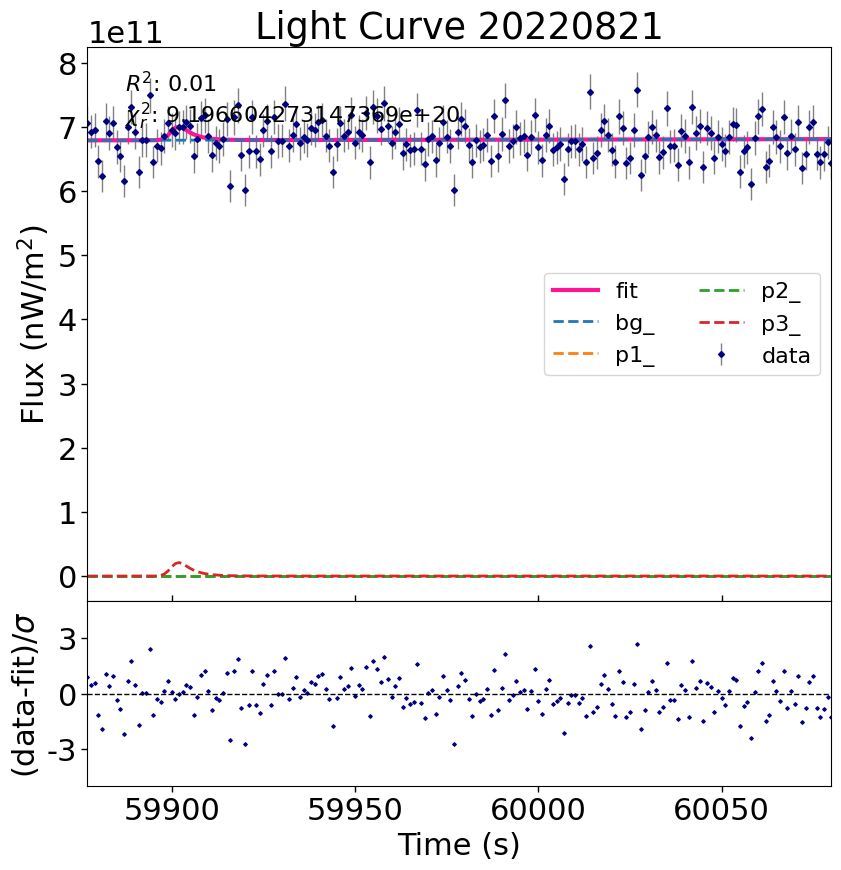 Light Curve 20220821
1e11
R²: 0.01
χ²ᵣ: 9.196604273147369e+20
8
7
6
5
4
3
2
1
0
Flux (nW/m²)
fit
bg_
p1_
p2_
p3_
data
3
0
-3
(data-fit)/σ
59900 59950 60000 60050
Time (s)